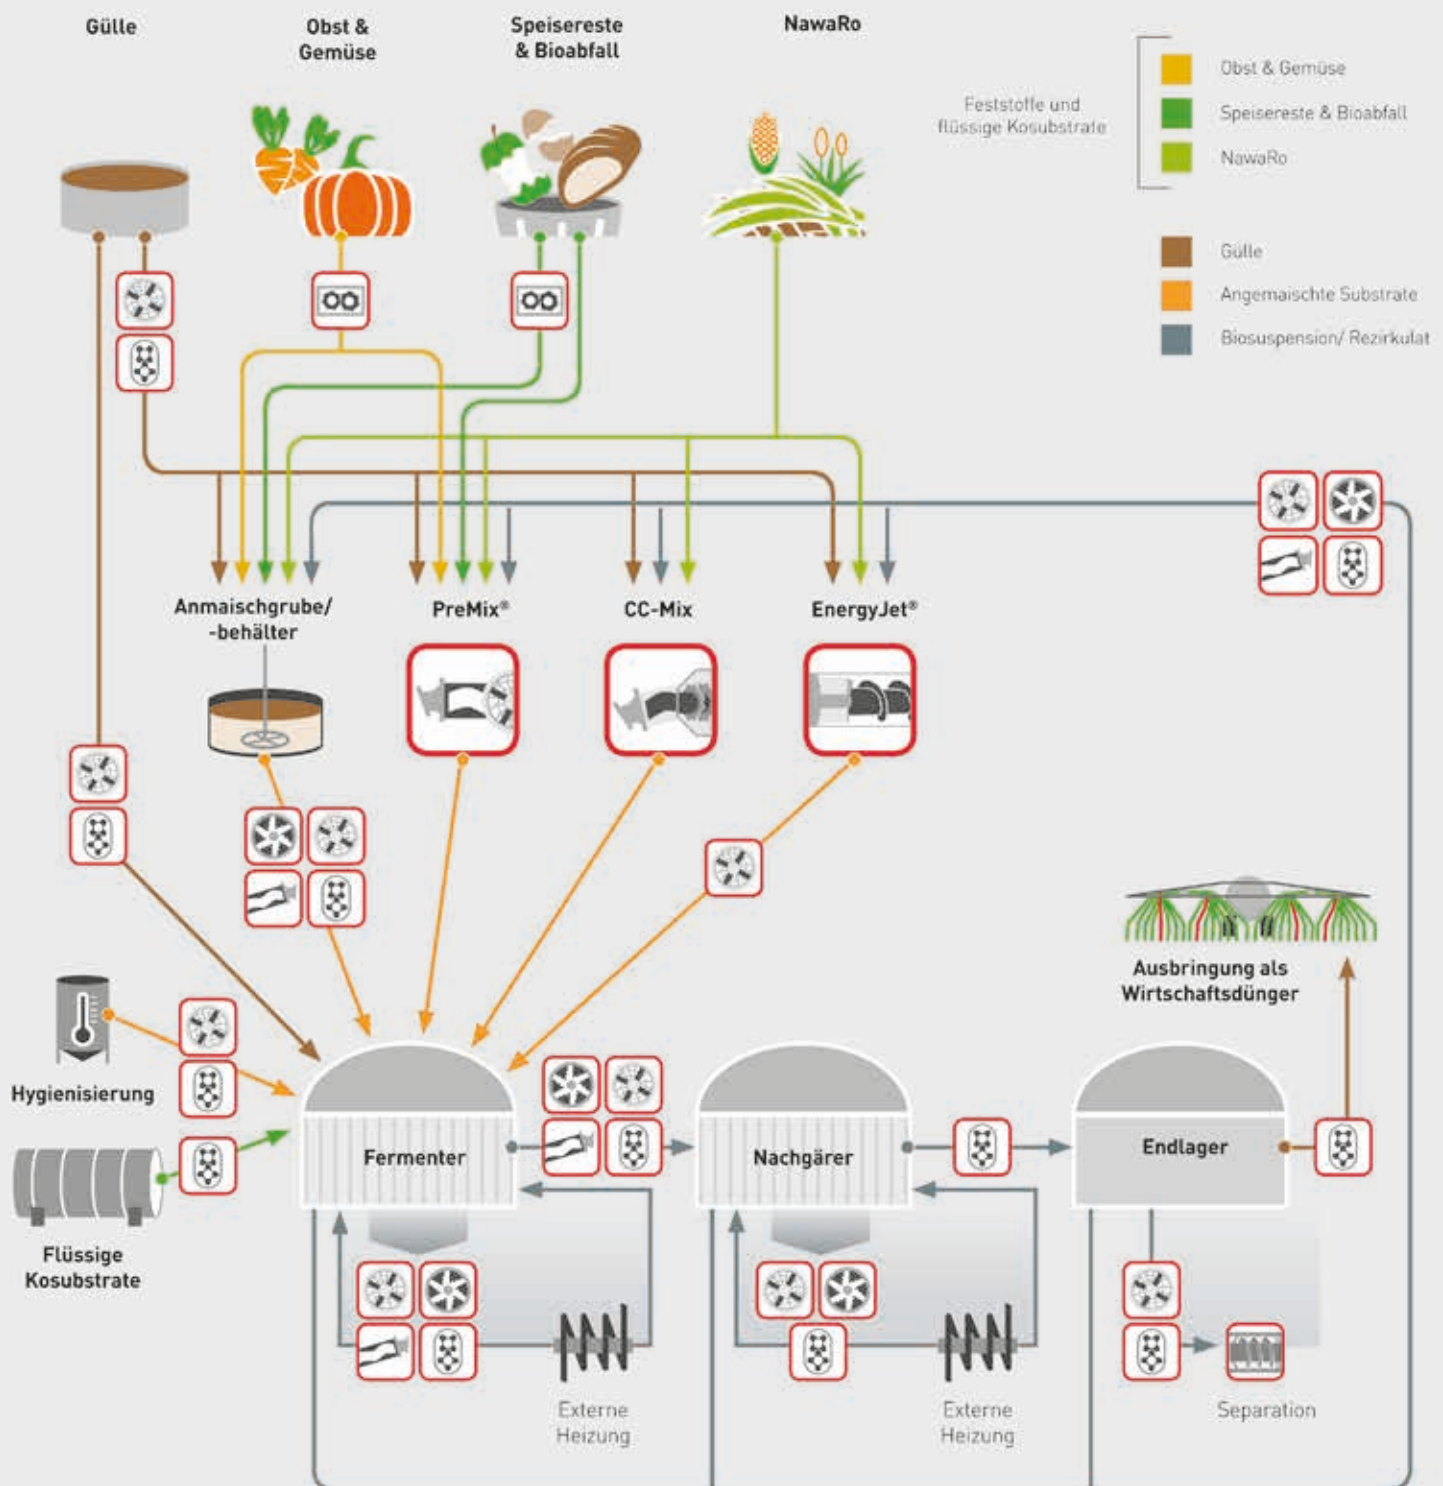 Gülle
Obst &
Gemüse
Speisereste
& Bioabfall
NawaRo
Feststoffe und
flüssige Kosubstrate
Obst & Gemüse
Speisereste & Bioabfall
NawaRo
Gülle
Angemaischte Substrate
Biosuspension/ Rezirkulat
Anmaischgrube/
-behälter
PreMix®
CC-Mix
EnergyJet®
Ausbringung als
Wirtschaftsdünger
Hygienisierung
Fermenter
Nachgärer
Endlager
Flüssige
Kosubstrate
Externe
Heizung
Externe
Heizung
Separation